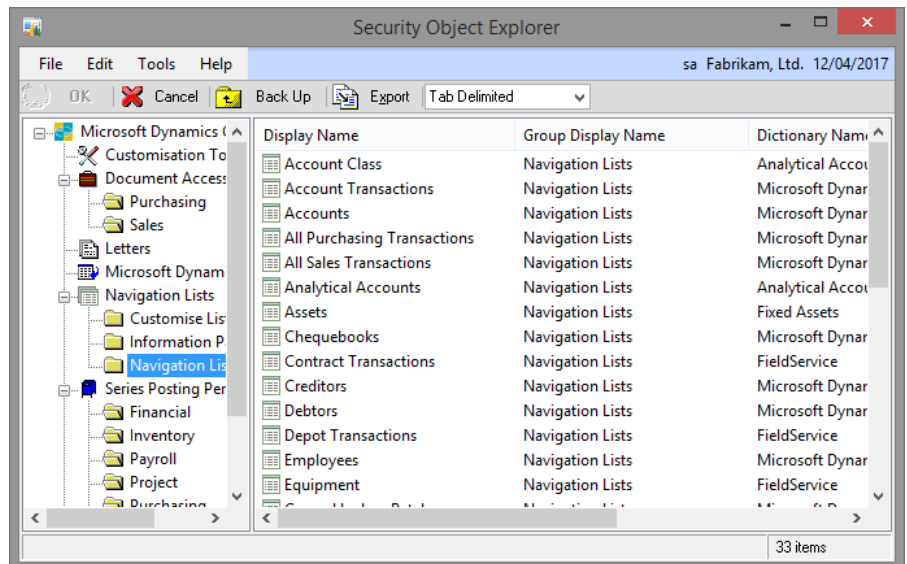 Security Object Explorer
File Edit Tools Help sa Fabrikam, Ltd. 12/04/2017
OK Cancel Back Up Export Tab Delimited
Microsoft Dynamics
Customisation To
Document Access
Purchasing
Sales
Letters
Microsoft Dynam
Navigation Lists
Customise Lis
Information P
Navigation Lis
Series Posting Per
Financial
Inventory
Payroll
Project
Purchasing
Display Name Group Display Name Dictionary Name
Account Class Navigation Lists Analytical Accou
Account Transactions Navigation Lists Microsoft Dynar
Accounts Navigation Lists Microsoft Dynar
All Purchasing Transactions Navigation Lists Microsoft Dynar
All Sales Transactions Navigation Lists Microsoft Dynar
Analytical Accounts Navigation Lists Analytical Accou
Assets Navigation Lists Fixed Assets
Chequebooks Navigation Lists Microsoft Dynar
Contract Transactions Navigation Lists FieldService
Creditors Navigation Lists Microsoft Dynar
Debtors Navigation Lists Microsoft Dynar
Depot Transactions Navigation Lists FieldService
Employees Navigation Lists Microsoft Dynar
Equipment Navigation Lists FieldService
33 items